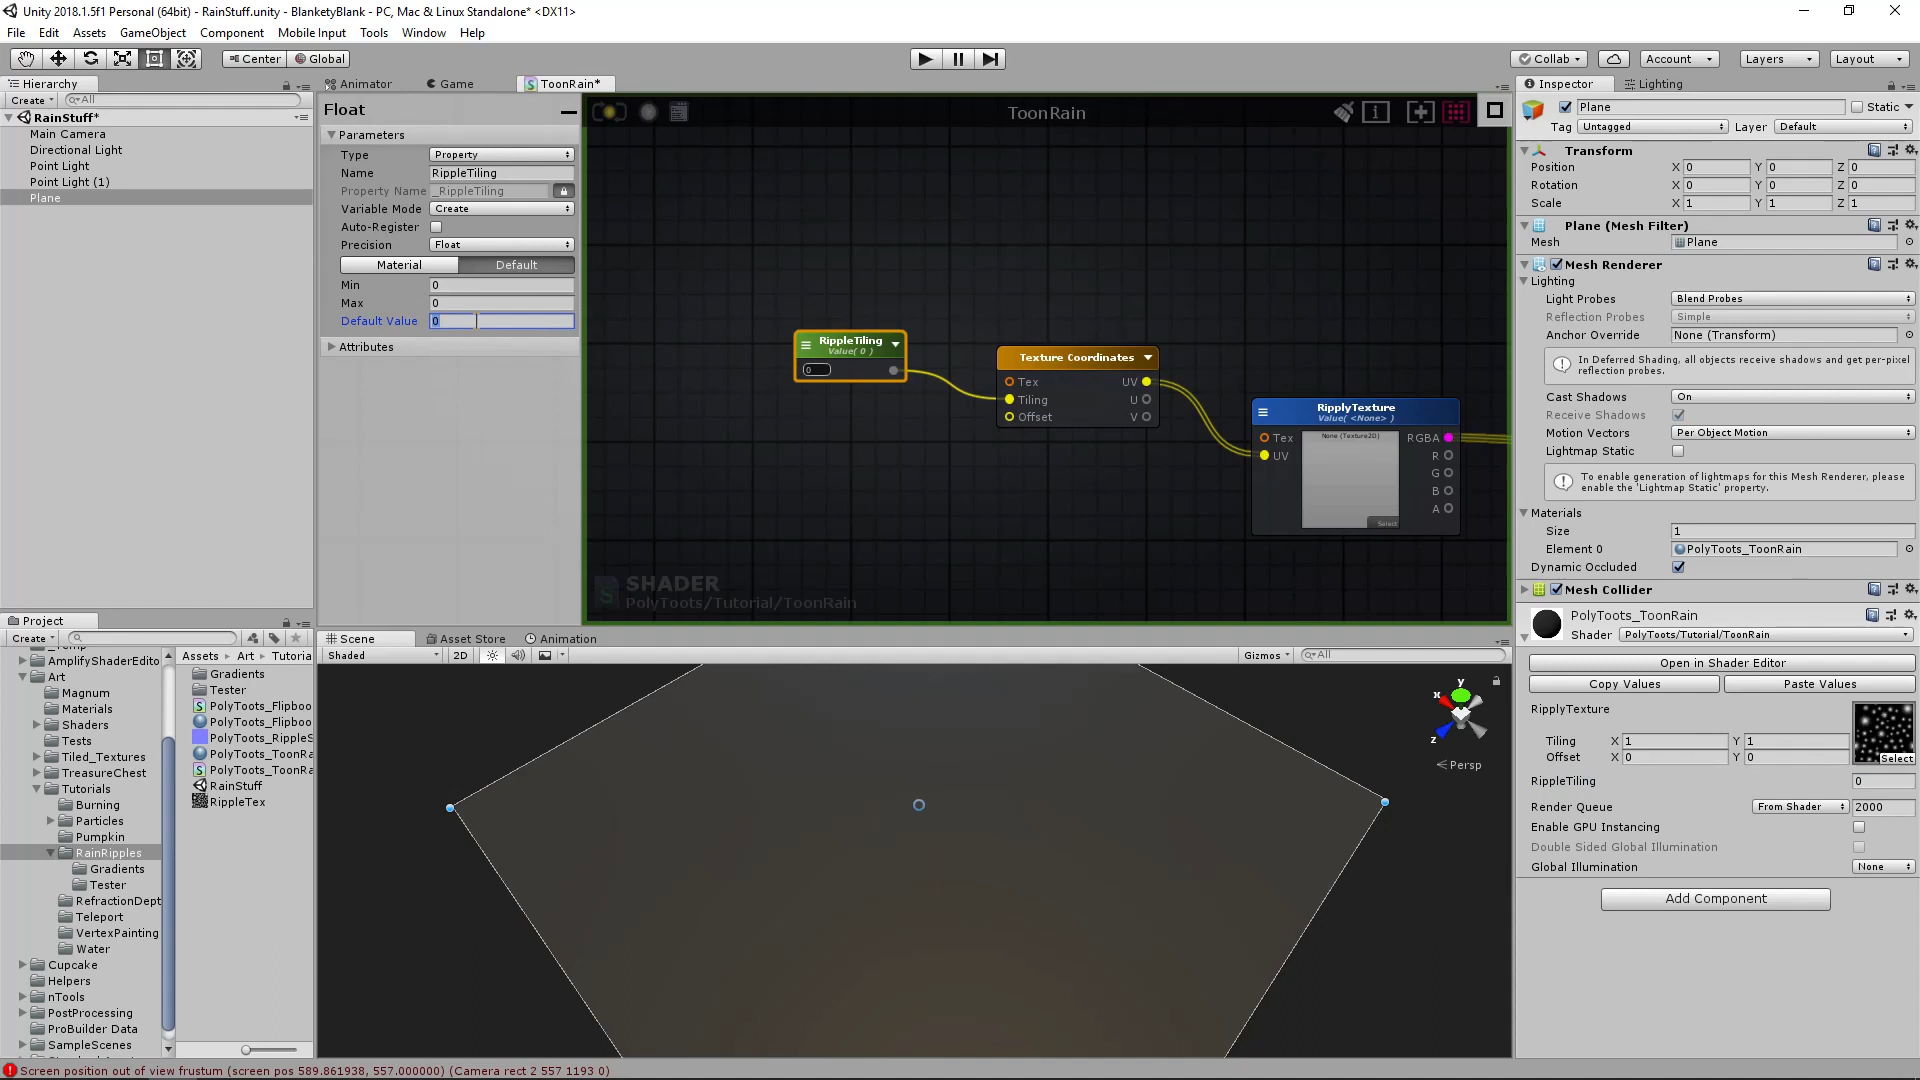 Unity 2018.1.5f1 Personal (64bit) - RainStuff.unity - BlanketyBlank - PC, Mac & Linux Standalone* <DX11>
File Edit Assets GameObject Component Mobile Input Tools Window Help
Center Global Collab Account Layers Layout
Hierarchy
Create All
RainStuff*
Main Camera
Directional Light
Point Light
Point Light (1)
Plane
Animator Game ToonRain*
Float
Parameters
Type Property
Name RippleTiling
Property Name _RippleTiling
Variable Mode Create
Auto-Register
Precision Float
Material Default
Min 0
Max 0
Default Value 0
Attributes
ToonRain
RippleTiling
Value( 0 )
0
Texture Coordinates
Tex UV
Tiling U
Offset V
RipplyTexture
Value( <None> )
Tex None (Texture2D) RGBA
UV R
G
B
A
Select
SHADER
PolyToots/Tutorial/ToonRain
Inspector Lighting
Plane Static
Tag Untagged Layer Default
Transform
Position X 0 Y 0 Z 0
Rotation X 0 Y 0 Z 0
Scale X 1 Y 1 Z 1
Plane (Mesh Filter)
Mesh Plane
Mesh Renderer
Lighting
Light Probes Blend Probes
Reflection Probes Simple
Anchor Override None (Transform)
In Deferred Shading, all objects receive shadows and get per-pixel
reflection probes.
Cast Shadows On
Receive Shadows
Motion Vectors Per Object Motion
Lightmap Static
To enable generation of lightmaps for this Mesh Renderer, please
enable the 'Lightmap Static' property.
Materials
Size 1
Element 0 PolyToots_ToonRain
Dynamic Occluded
Mesh Collider
PolyToots_ToonRain
Shader PolyToots/Tutorial/ToonRain
Open in Shader Editor
Copy Values Paste Values
RipplyTexture
Tiling X 1 Y 1
Offset X 0 Y 0
Select
RippleTiling 0
Render Queue From Shader 2000
Enable GPU Instancing
Double Sided Global Illumination
Global Illumination None
Add Component
Project
Create
AmplifyShaderEdito
Art
Magnum
Materials
Shaders
Tests
Tiled_Textures
TreasureChest
Tutorials
Burning
Particles
Pumpkin
RainRipples
Gradients
Tester
RefractionDept
Teleport
VertexPainting
Water
Cupcake
Helpers
nTools
PostProcessing
ProBuilder Data
SampleScenes
Assets Art Tutoria
Gradients
Tester
PolyToots_Flipboo
PolyToots_Flipboo
PolyToots_RippleS
PolyToots_ToonRa
PolyToots_ToonRa
RainStuff
RippleTex
Scene Asset Store Animation
Shaded 2D Gizmos All
y
x
z
Persp
Screen position out of view frustum (screen pos 589.861938, 557.000000) (Camera rect 2 557 1193 0)